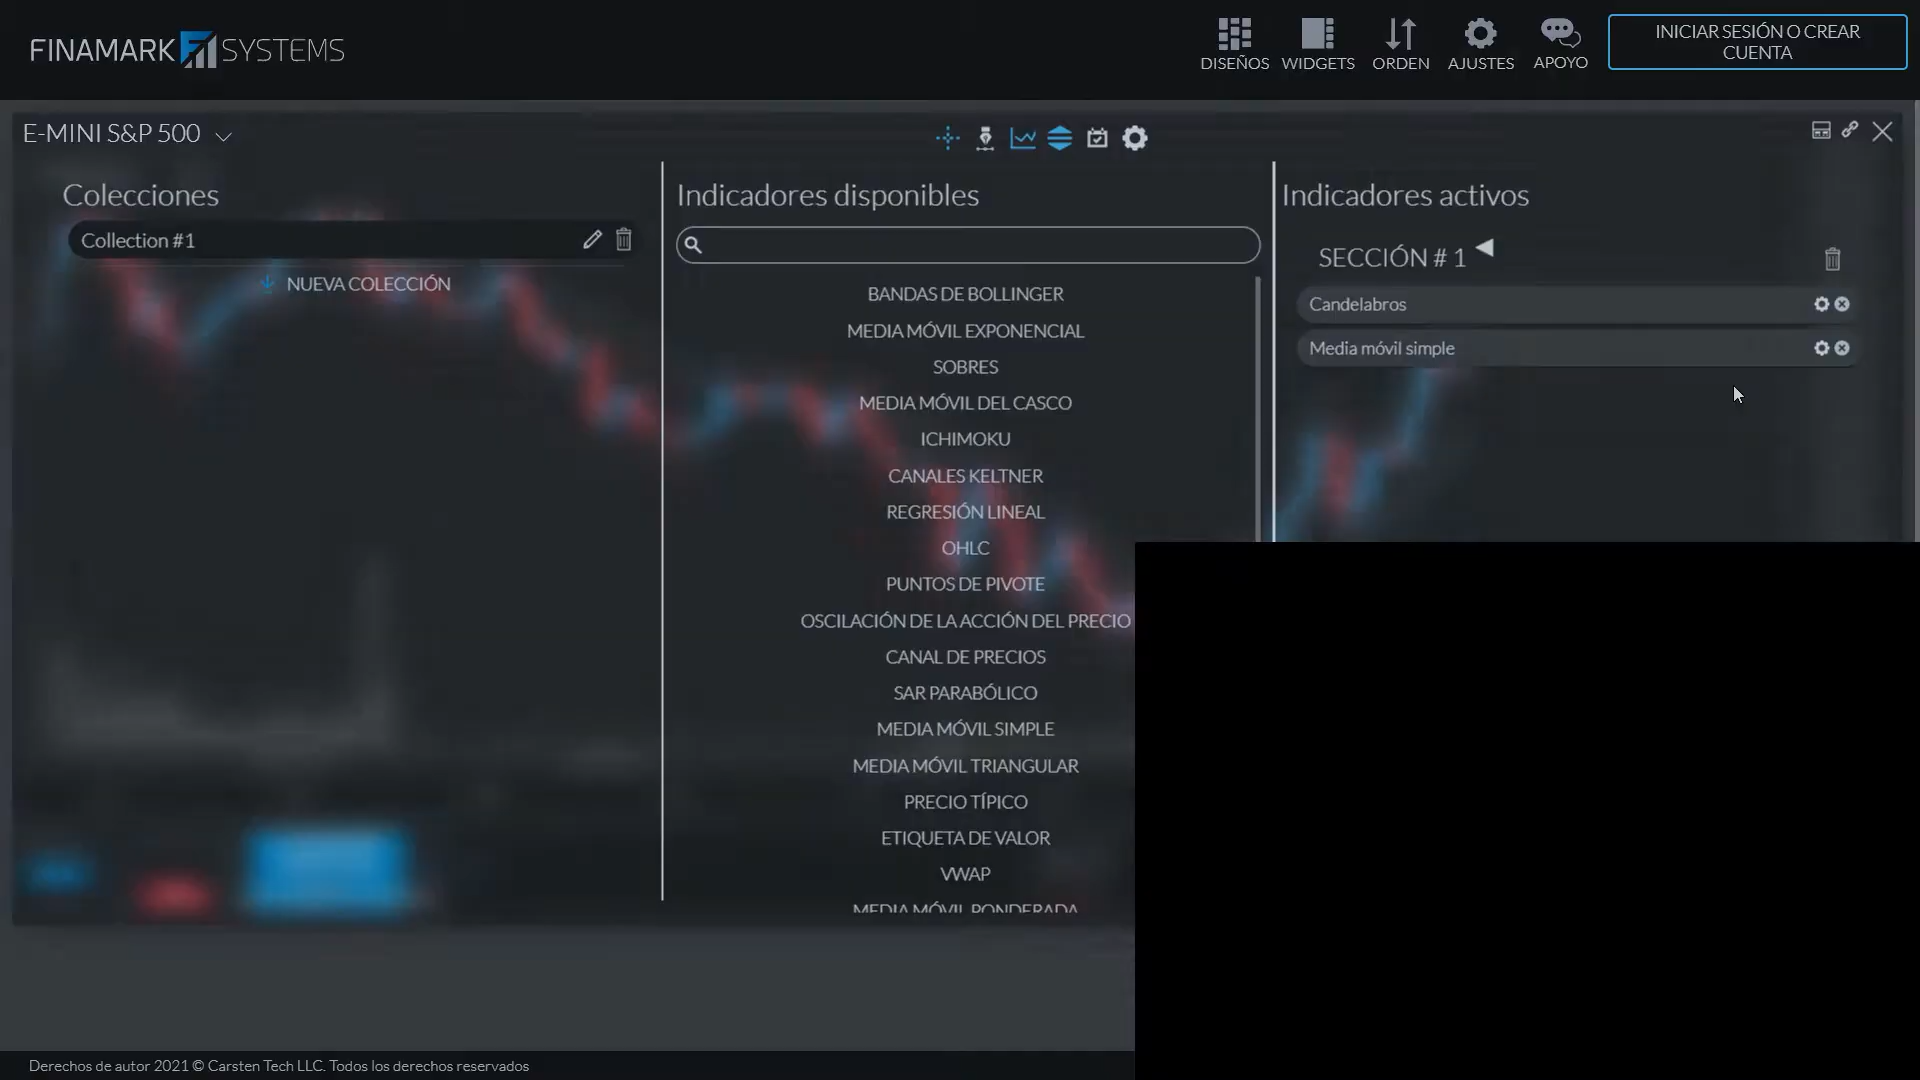 FINAMARK SYSTEMS
DISEÑOS
WIDGETS
ORDEN
AJUSTES
APOYO
INICIAR SESIÓN O CREAR
CUENTA
E-MINI S&P 500
Colecciones
Collection #1
NUEVA COLECCIÓN
Indicadores disponibles
BANDAS DE BOLLINGER
MEDIA MÓVIL EXPONENCIAL
SOBRES
MEDIA MÓVIL DEL CASCO
ICHIMOKU
CANALES KELTNER
REGRESIÓN LINEAL
OHLC
PUNTOS DE PIVOTE
OSCILACIÓN DE LA ACCIÓN DEL PRECIO
CANAL DE PRECIOS
SAR PARABÓLICO
MEDIA MÓVIL SIMPLE
MEDIA MÓVIL TRIANGULAR
PRECIO TÍPICO
ETIQUETA DE VALOR
VWAP
MEDIA MÓVIL PONDERADA
Indicadores activos
SECCIÓN # 1
Candelabros
Media móvil simple
Derechos de autor 2021 © Carsten Tech LLC. Todos los derechos reservados